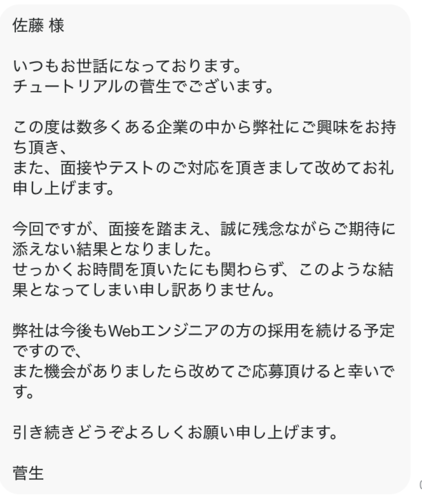 佐藤 様
いつもお世話になっております。
チュートリアルの菅生でございます。
この度は数多くある企業の中から弊社にご興味をお持
ち頂き、
また、面接やテストのご対応を頂きまして改めてお礼
申し上げます。
今回ですが、面接を踏まえ、誠に残念ながらご期待に
添えない結果となりました。
せっかくお時間を頂いたにも関わらず、このような結
果となってしまい申し訳ありません。
弊社は今後もWebエンジニアの方の採用を続ける予定
ですので、
また機会がありましたら改めてご応募頂けると幸いで
す。
引き続きどうぞよろしくお願い申し上げます。
菅生